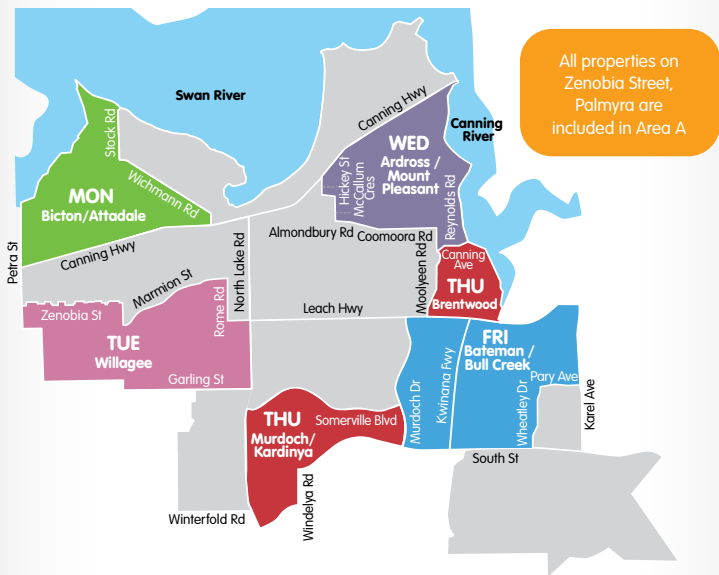 All properties on
Zenobia Street,
Palmyra are
included in Area A
Swan River
Canning Hwy
Canning
River
Stock Rd
WED
Ardross /
Mount
Pleasant
Hickey St
McCallum
Cres
Reynolds Rd
MON
Bicton/Attadale
Wichmann Rd
Petra St
Canning Hwy
Almondbury Rd
Coomoora Rd
North Lake Rd
Moolyeen Rd
Canning
Ave
THU
Brentwood
Marmion St
Rome Rd
Leach Hwy
Zenobia St
TUE
Willagee
Garling St
FRI
Bateman /
Bull Creek
Murdoch Dr
Kwinana Fwy
Wheatley Dr
Pary Ave
Karel Ave
THU
Murdoch/
Kardinya
Somerville Blvd
South St
Winterfold Rd
Windelya Rd